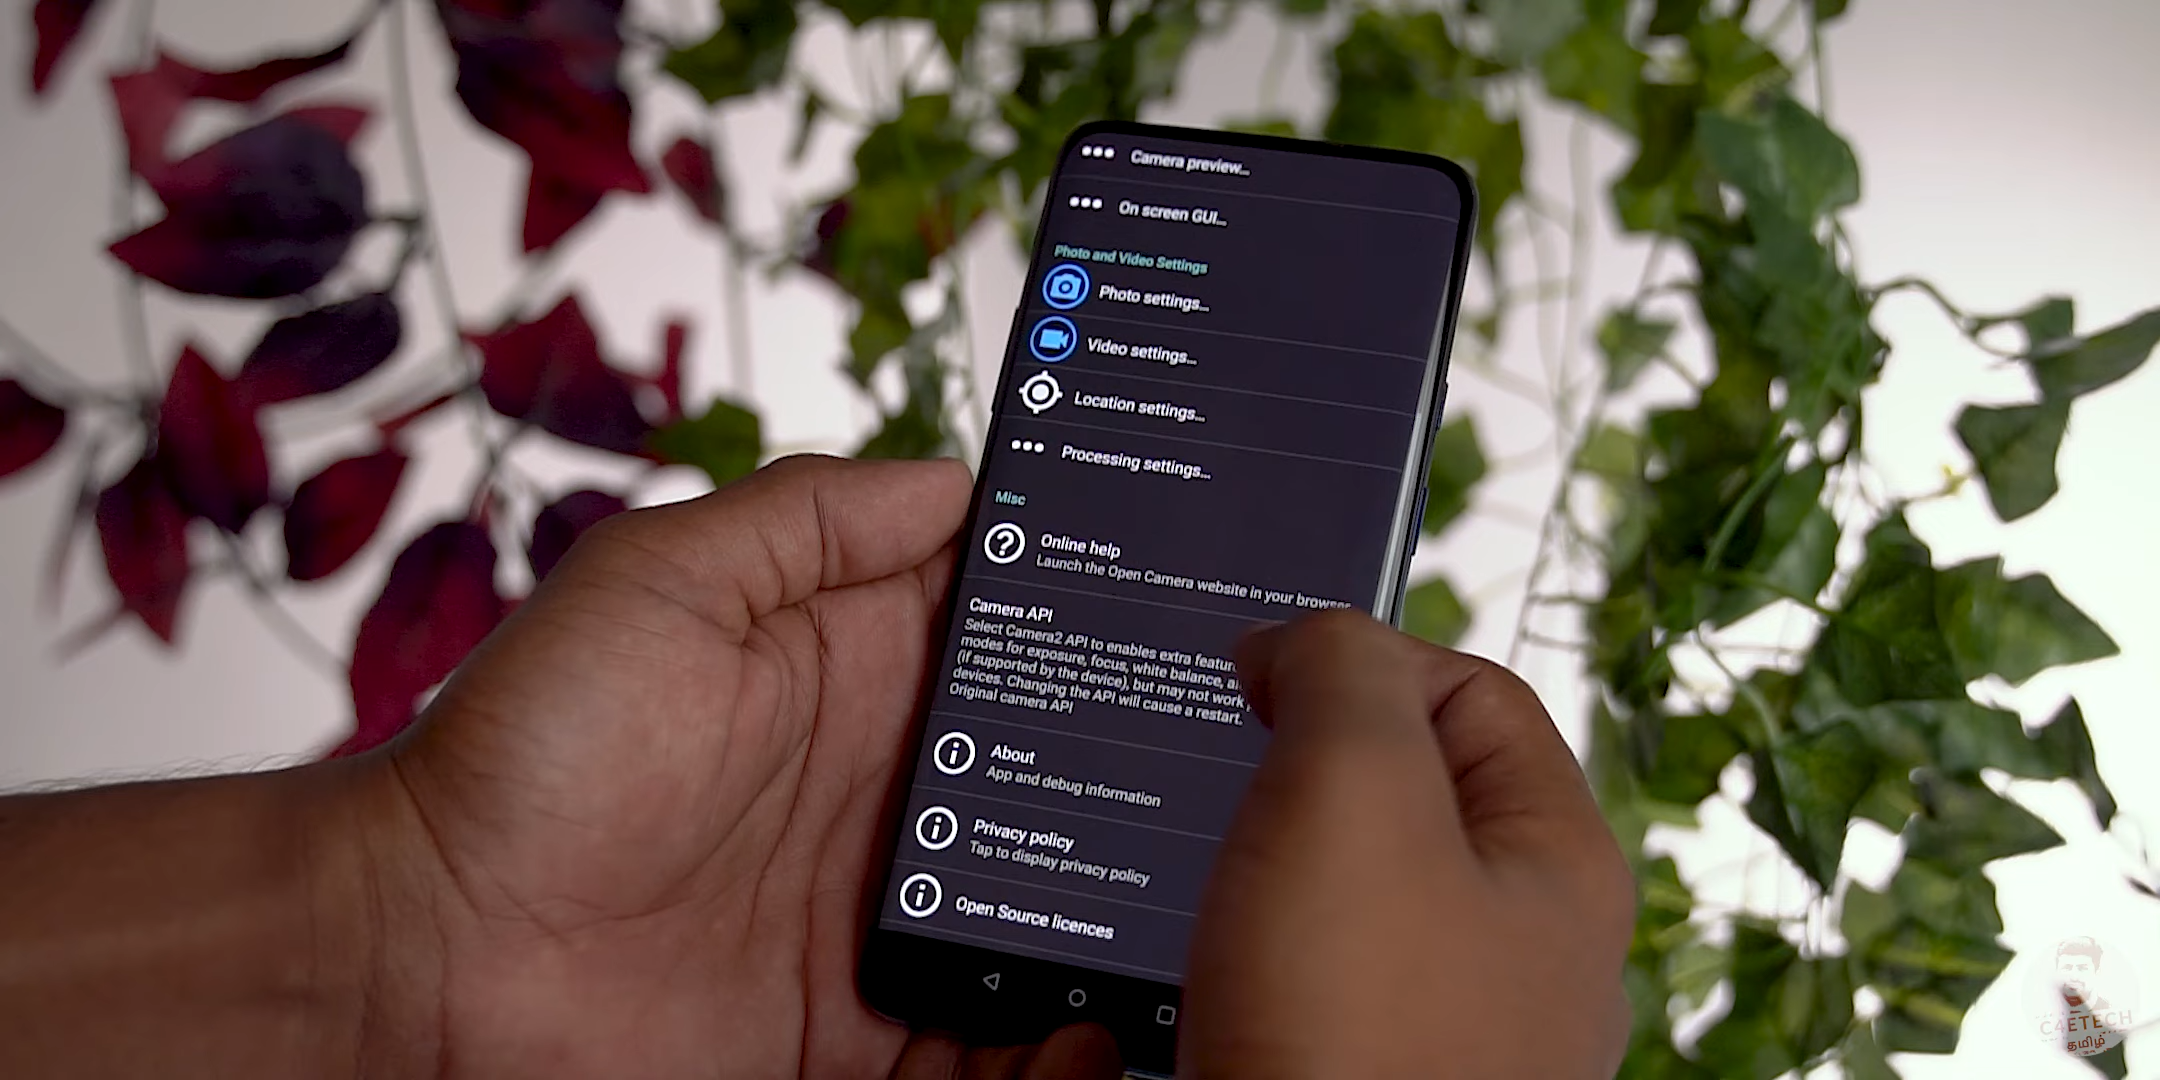 Camera preview...
On screen GUI...
Photo and Video Settings
Photo settings...
Video settings...
Location settings...
Processing settings...
Misc
Online help
Launch the Open Camera website in your browser
Camera API
Select Camera2 API to enables extra
modes for exposure, focus, white balance,
(if supported by the device), but may not work
devices. Changing the API will cause a restart.
Original camera API
About
App and debug information
Privacy policy
Tap to display privacy policy
Open Source licences
C4ETECH
தமிழ்